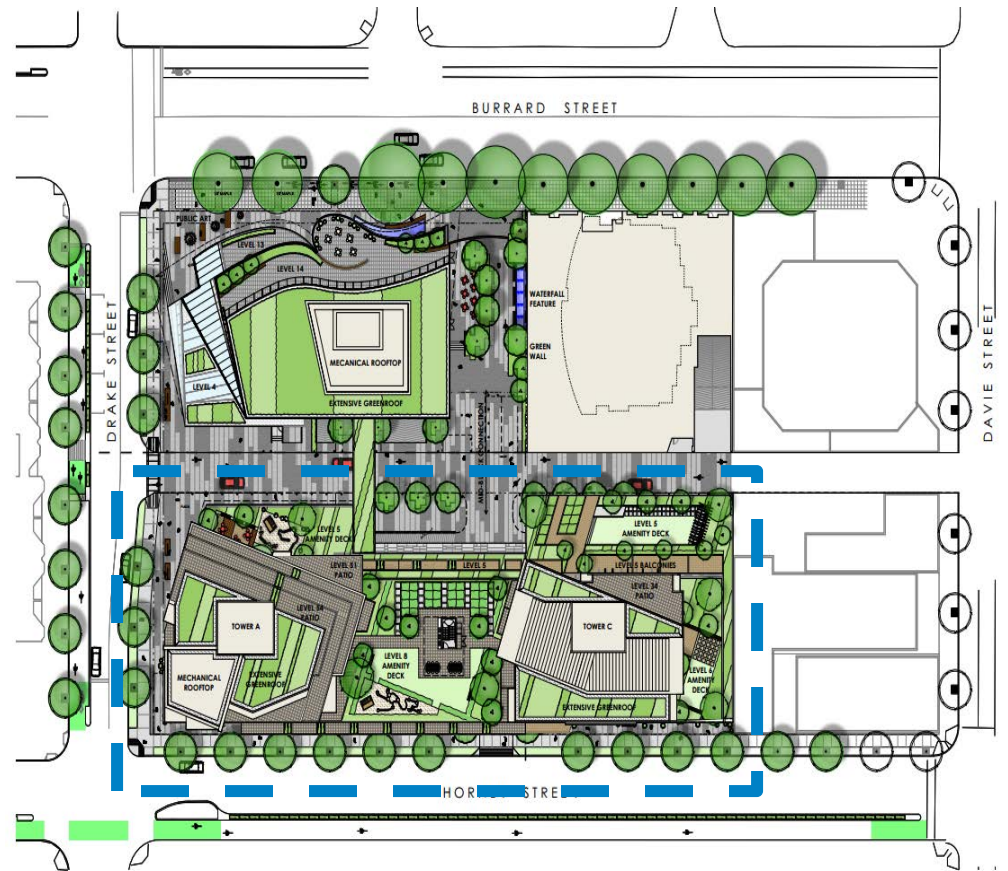 BURRARD STREET
PUBLIC ART
LEVEL 13
LEVEL 14
WATERFALL
FEATURE
GREEN
WALL
DRAKE STREET
DAVIE STREET
MECANICAL ROOFTOP
LEVEL 4
EXTENSIVE GREENROOF
CONNECTION
LEVEL 5
AMENITY DECK
LEVEL 5
AMENITY DECK
LEVEL 51
PATIO
LEVEL 5
LEVEL 5 BALCONIES
LEVEL 34
PATIO
PATIO
TOWER A
TOWER C
LEVEL 8
AMENITY
DECK
MECHANICAL
ROOFTOP
EXTENSIVE
GREENROOF
LEVEL 6
AMENITY
DECK
EXTENSIVE GREENROOF
STREET